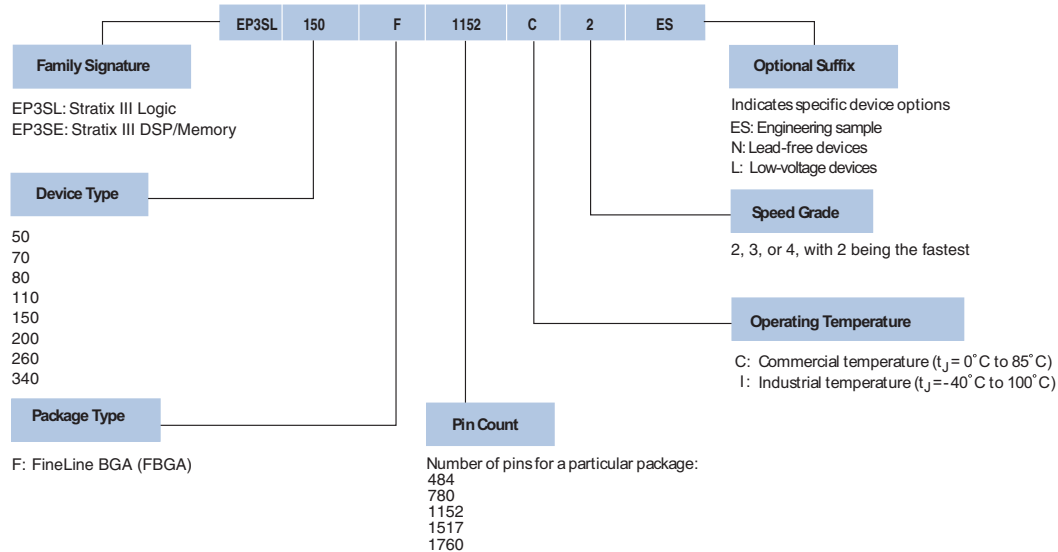 EP3SL 150 F 1152 C 2 ES
Family Signature
EP3SL: Stratix III Logic
EP3SE: Stratix III DSP/Memory
Device Type
50
70
80
110
150
200
260
340
Package Type
F: FineLine BGA (FBGA)
Pin Count
Number of pins for a particular package:
484
780
1152
1517
1760
Optional Suffix
Indicates specific device options
ES: Engineering sample
N: Lead-free devices
L: Low-voltage devices
Speed Grade
2, 3, or 4, with 2 being the fastest
Operating Temperature
C: Commercial temperature (tJ = 0°C to 85°C)
I: Industrial temperature (tJ = -40°C to 100°C)